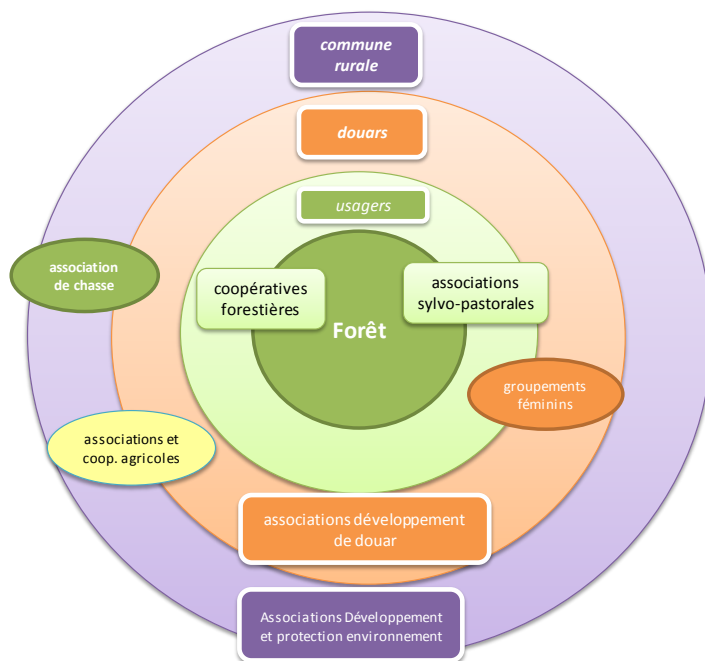 commune
rurale
douars
usagers
association
de chasse
coopératives
forestières
associations
sylvo-pastorales
Forêt
groupements
féminins
associations et
coop. agricoles
associations développement
de douar
Associations Développement
et protection environnement